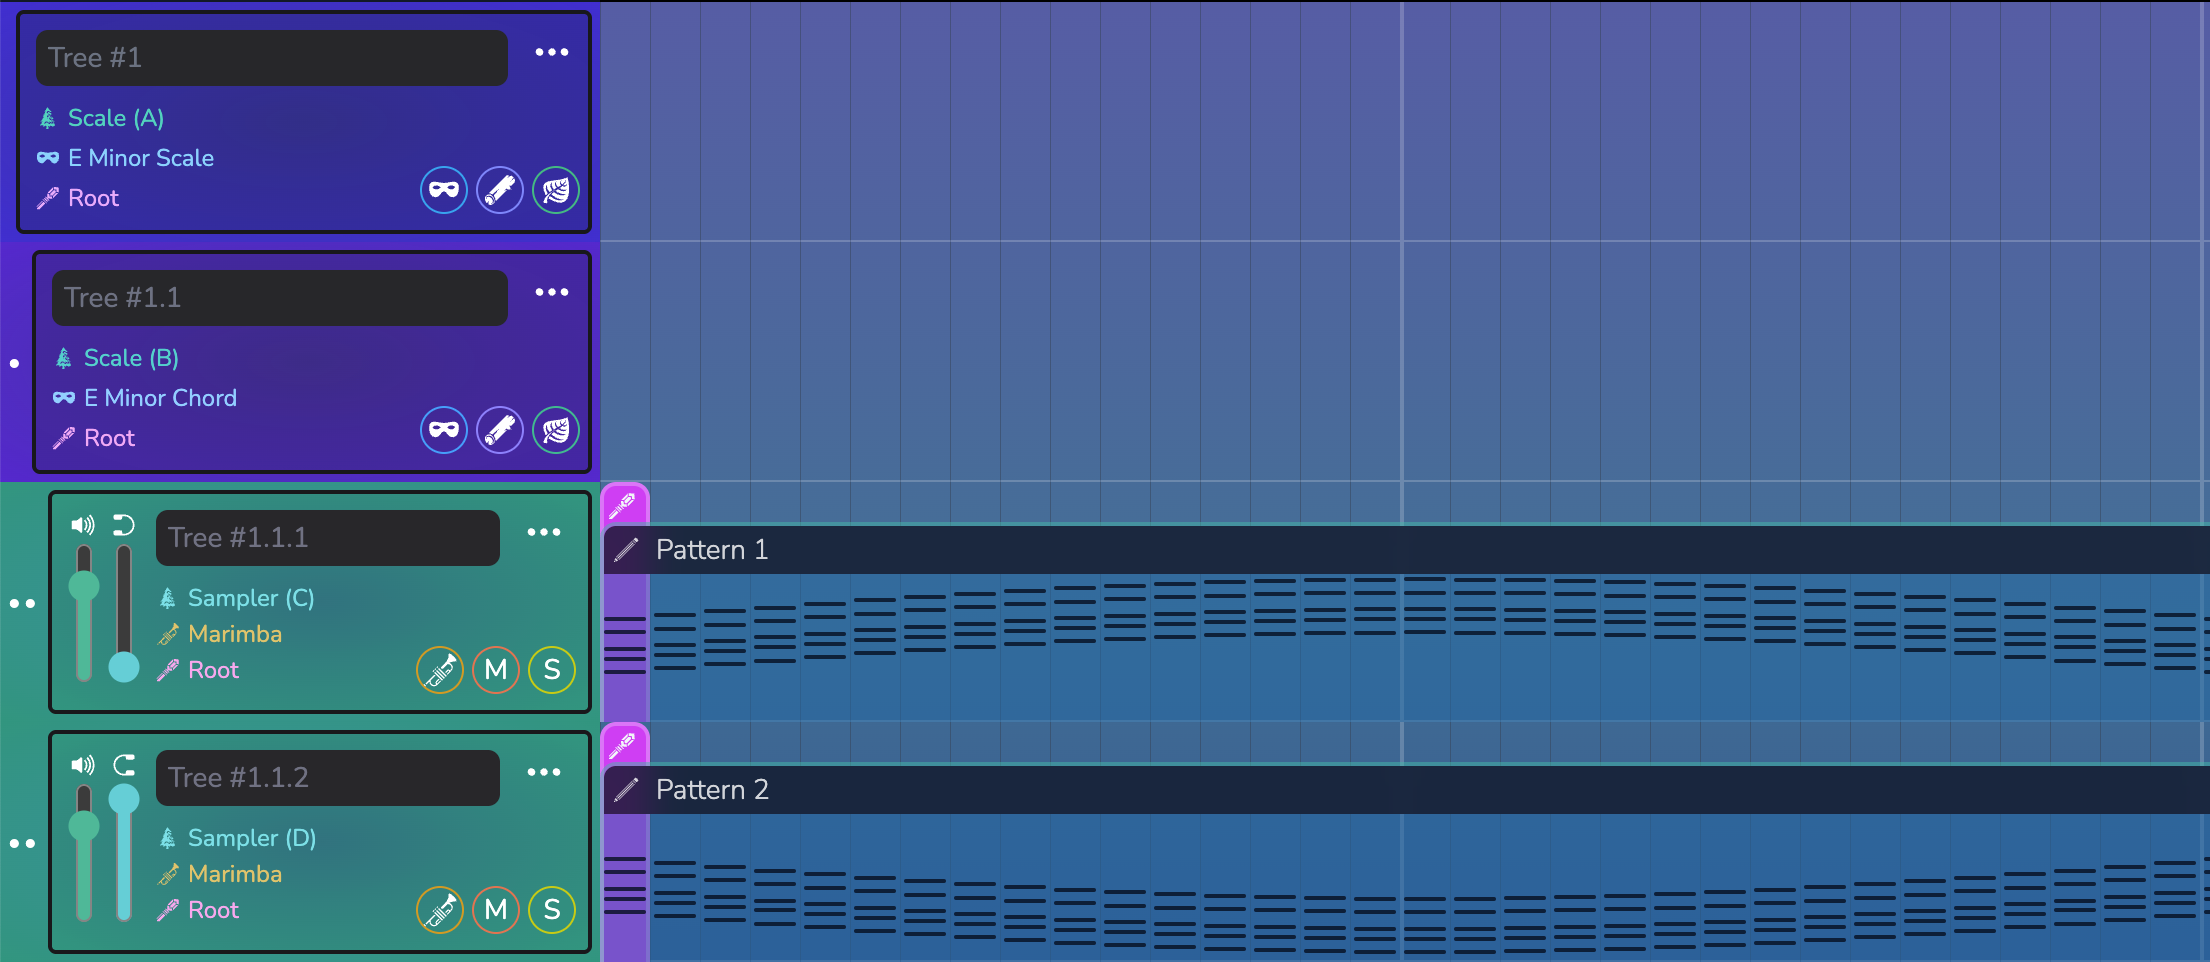 Tree #1
Scale (A)
E Minor Scale
Root
Tree #1.1
Scale (B)
E Minor Chord
Root
Tree #1.1.1
Sampler (C)
Marimba
Root
M
S
Pattern 1
Tree #1.1.2
Sampler (D)
Marimba
Root
M
S
Pattern 2